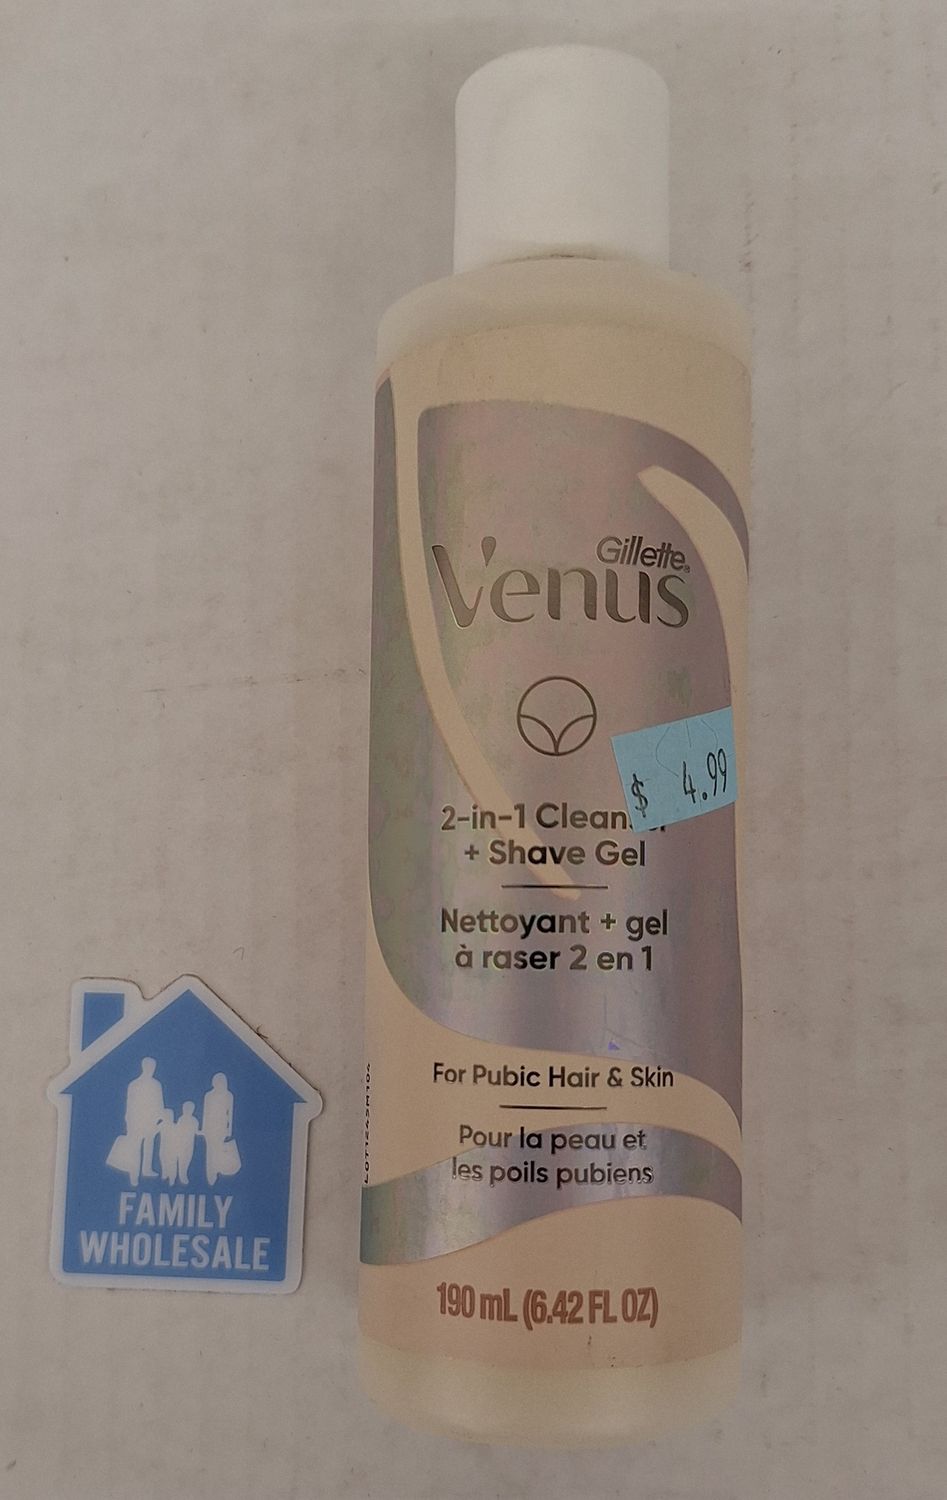 Gillette
Venus
$ 4.99
2-in-1 Cleanser
+ Shave Gel
Nettoyant + gel
à raser 2 en 1
For Pubic Hair & Skin
Pour la peau et
les poils pubiens
190 mL (6.42 FL OZ)
FAMILY
WHOLESALE